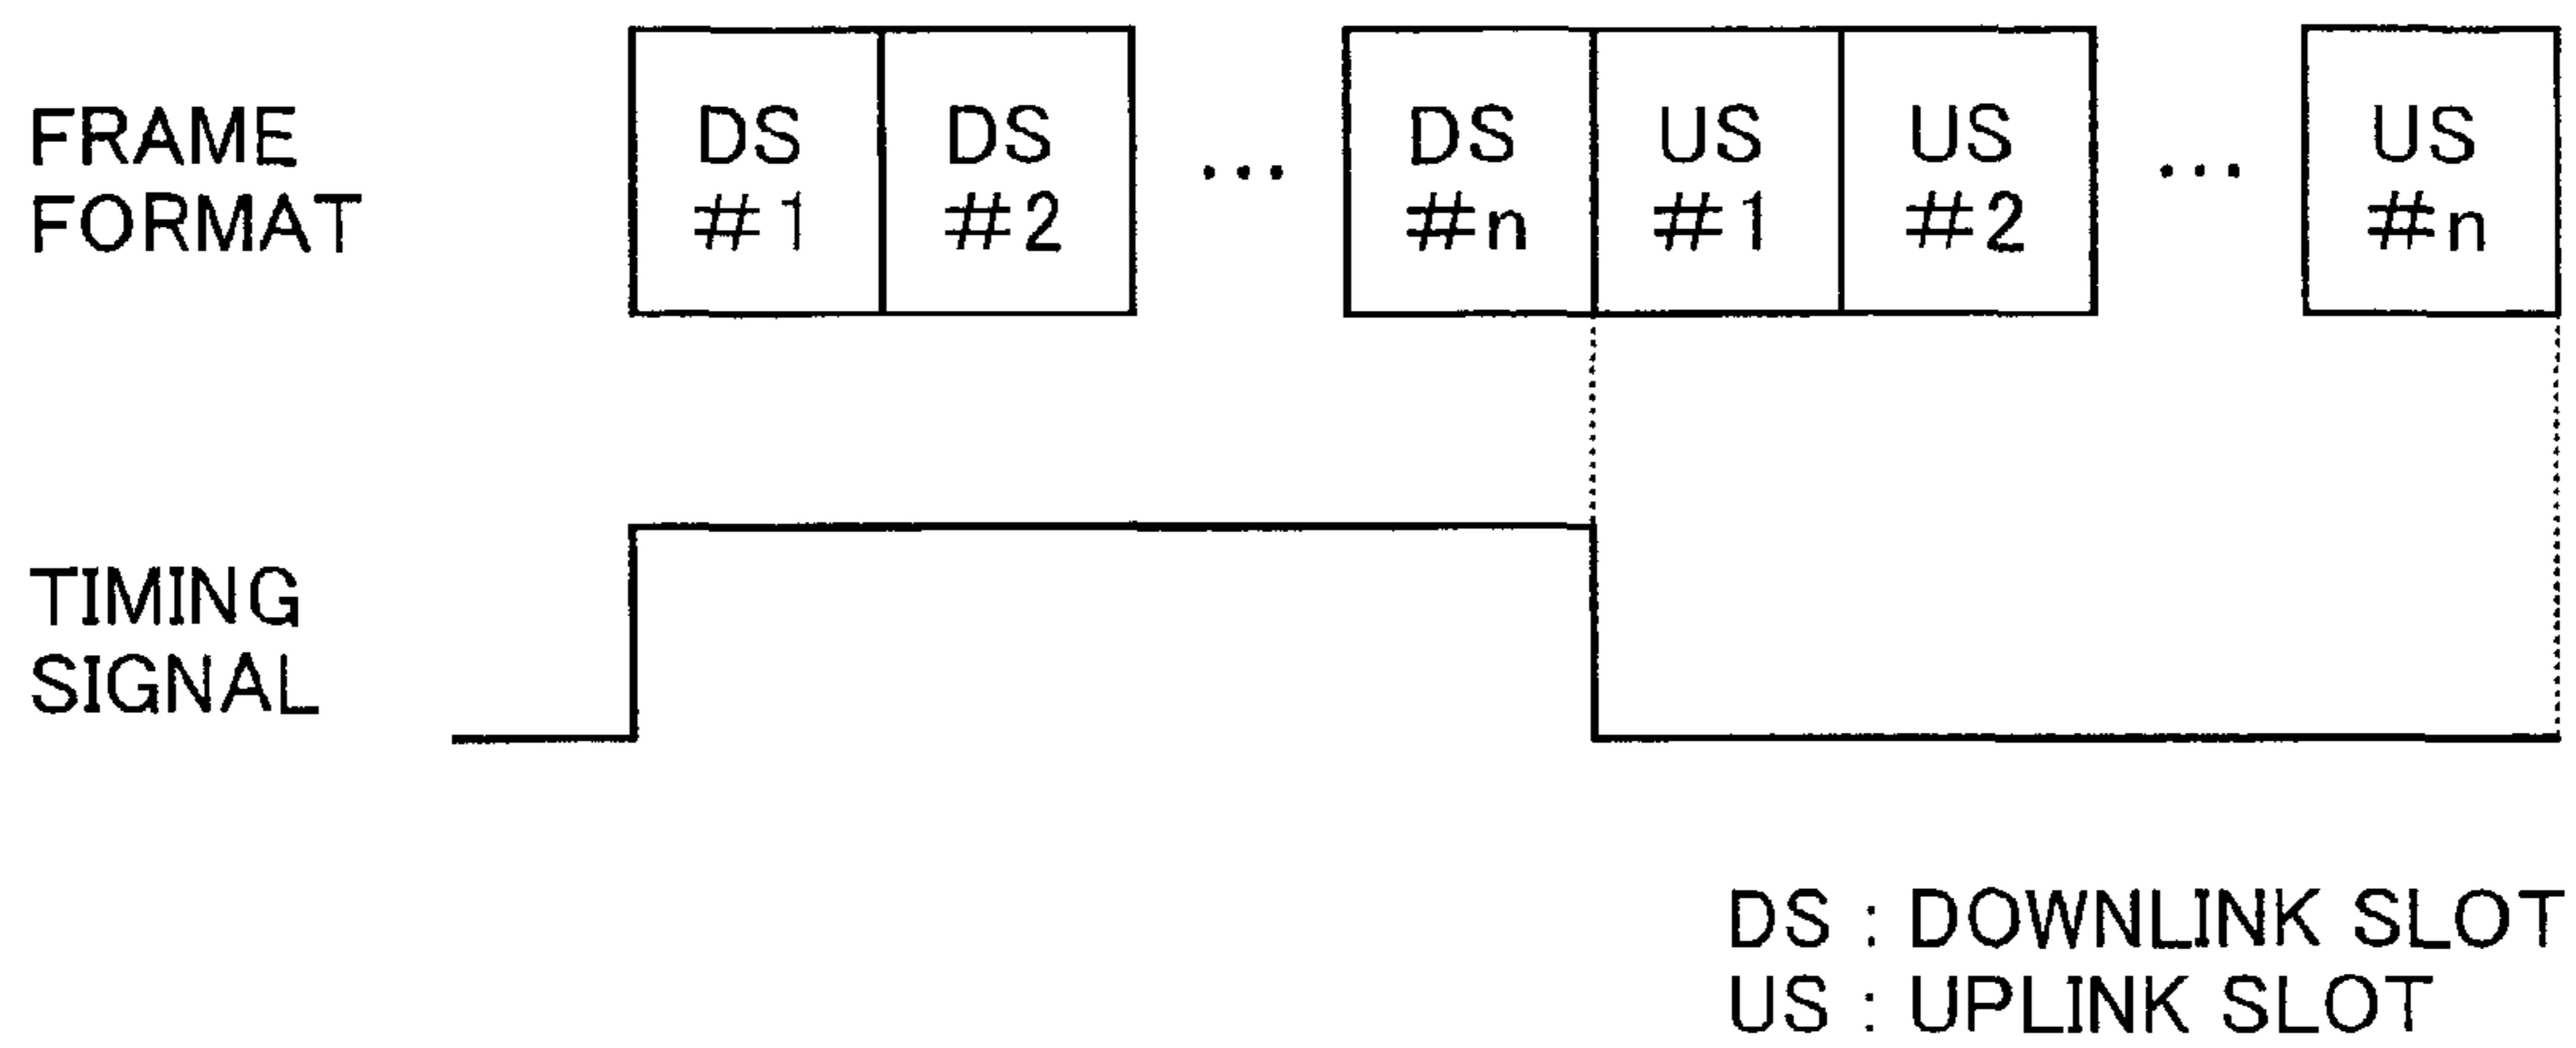 FRAME
FORMAT
DS
#1
DS
#2
...
DS
#n
US
#1
US
#2
...
US
#n
TIMING
SIGNAL
DS : DOWNLINK SLOT
US : UPLINK SLOT